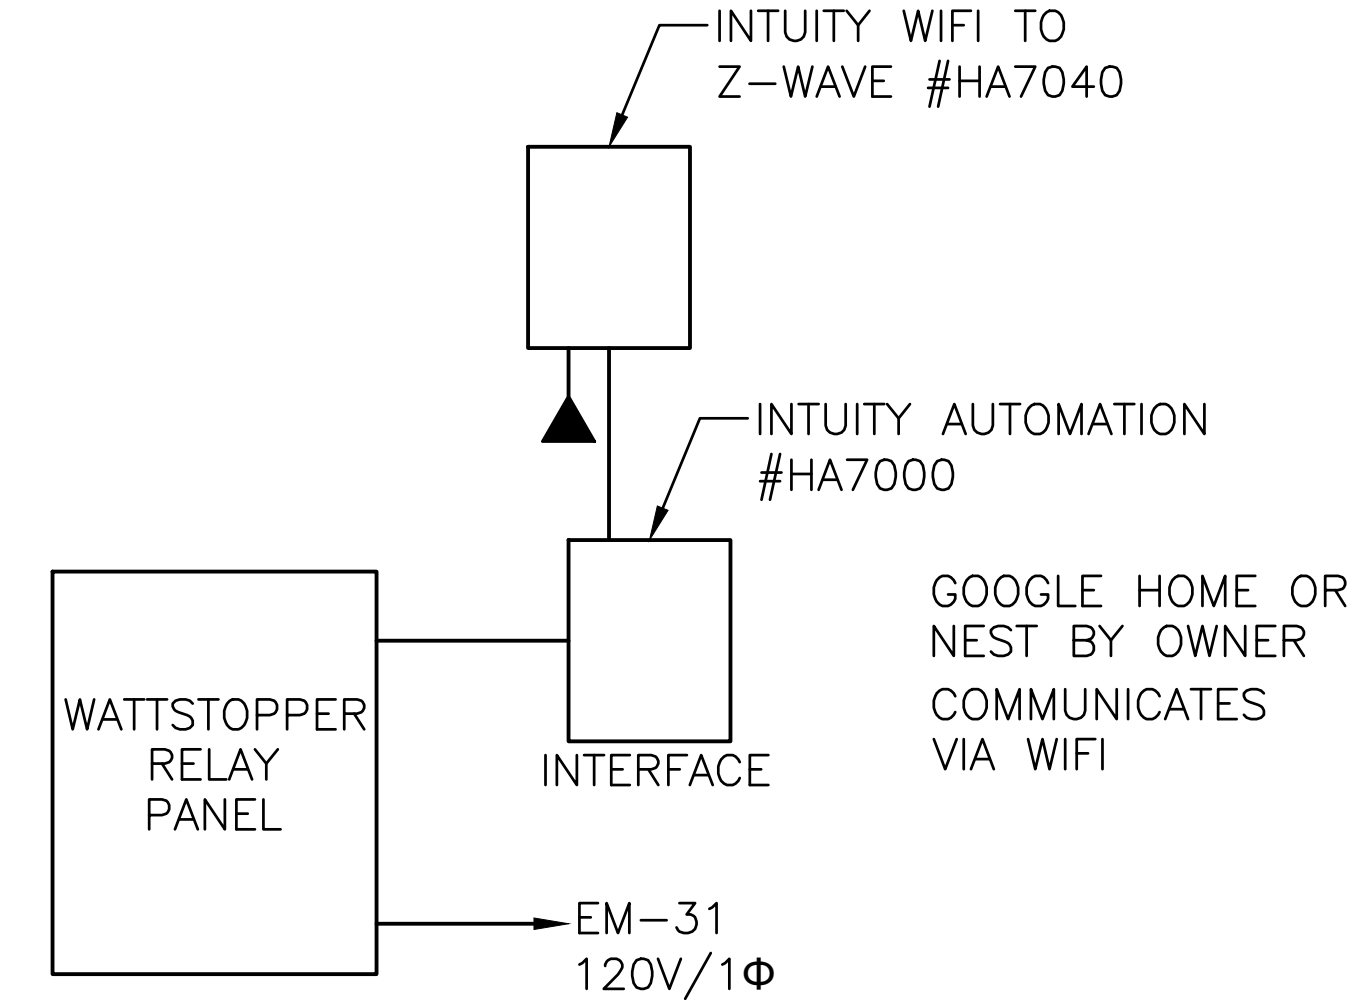 INTUITY WIFI TO
Z-WAVE #HA7040
INTUITY AUTOMATION
#HA7000
GOOGLE HOME OR
NEST BY OWNER
COMMUNICATES
VIA WIFI
WATTSTOPPER
RELAY
PANEL
INTERFACE
EM-31
120V/1Φ